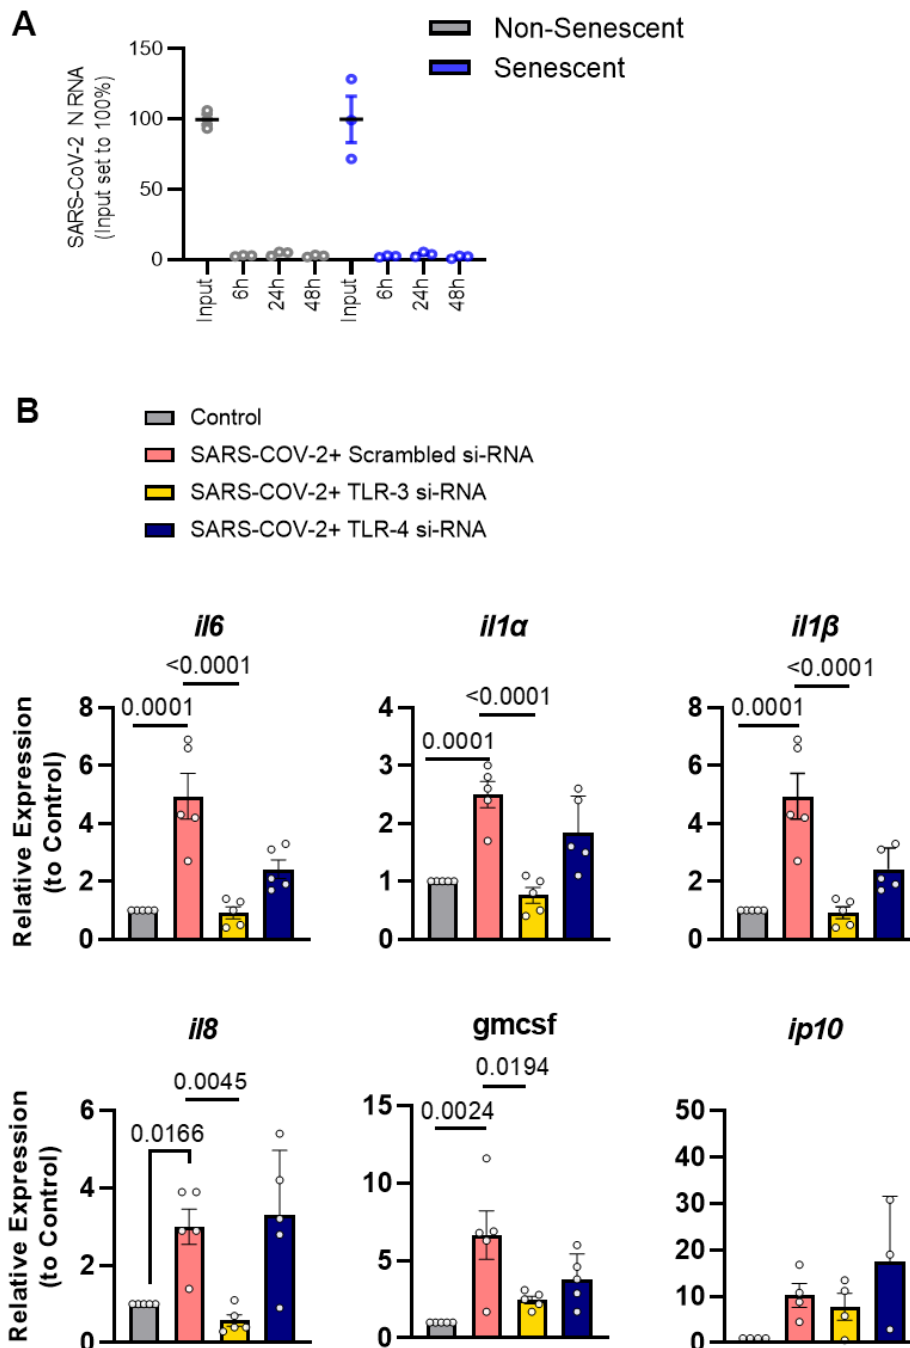 A
Non-Senescent
Senescent
SARS-CoV-2 N RNA
(Input set to 100%)
150
100
50
0
Input
6h
24h
48h
Input
6h
24h
48h
B
Control
SARS-COV-2+ Scrambled si-RNA
SARS-COV-2+ TLR-3 si-RNA
SARS-COV-2+ TLR-4 si-RNA
il6
<0.0001
0.0001
Relative Expression
(to Control)
8
6
4
2
0
il1α
<0.0001
0.0001
4
3
2
1
0
il1β
<0.0001
0.0001
8
6
4
2
0
il8
0.0045
0.0166
Relative Expression
(to Control)
6
4
2
0
gmcsf
0.0194
0.0024
15
10
5
0
ip10
50
40
30
20
10
0